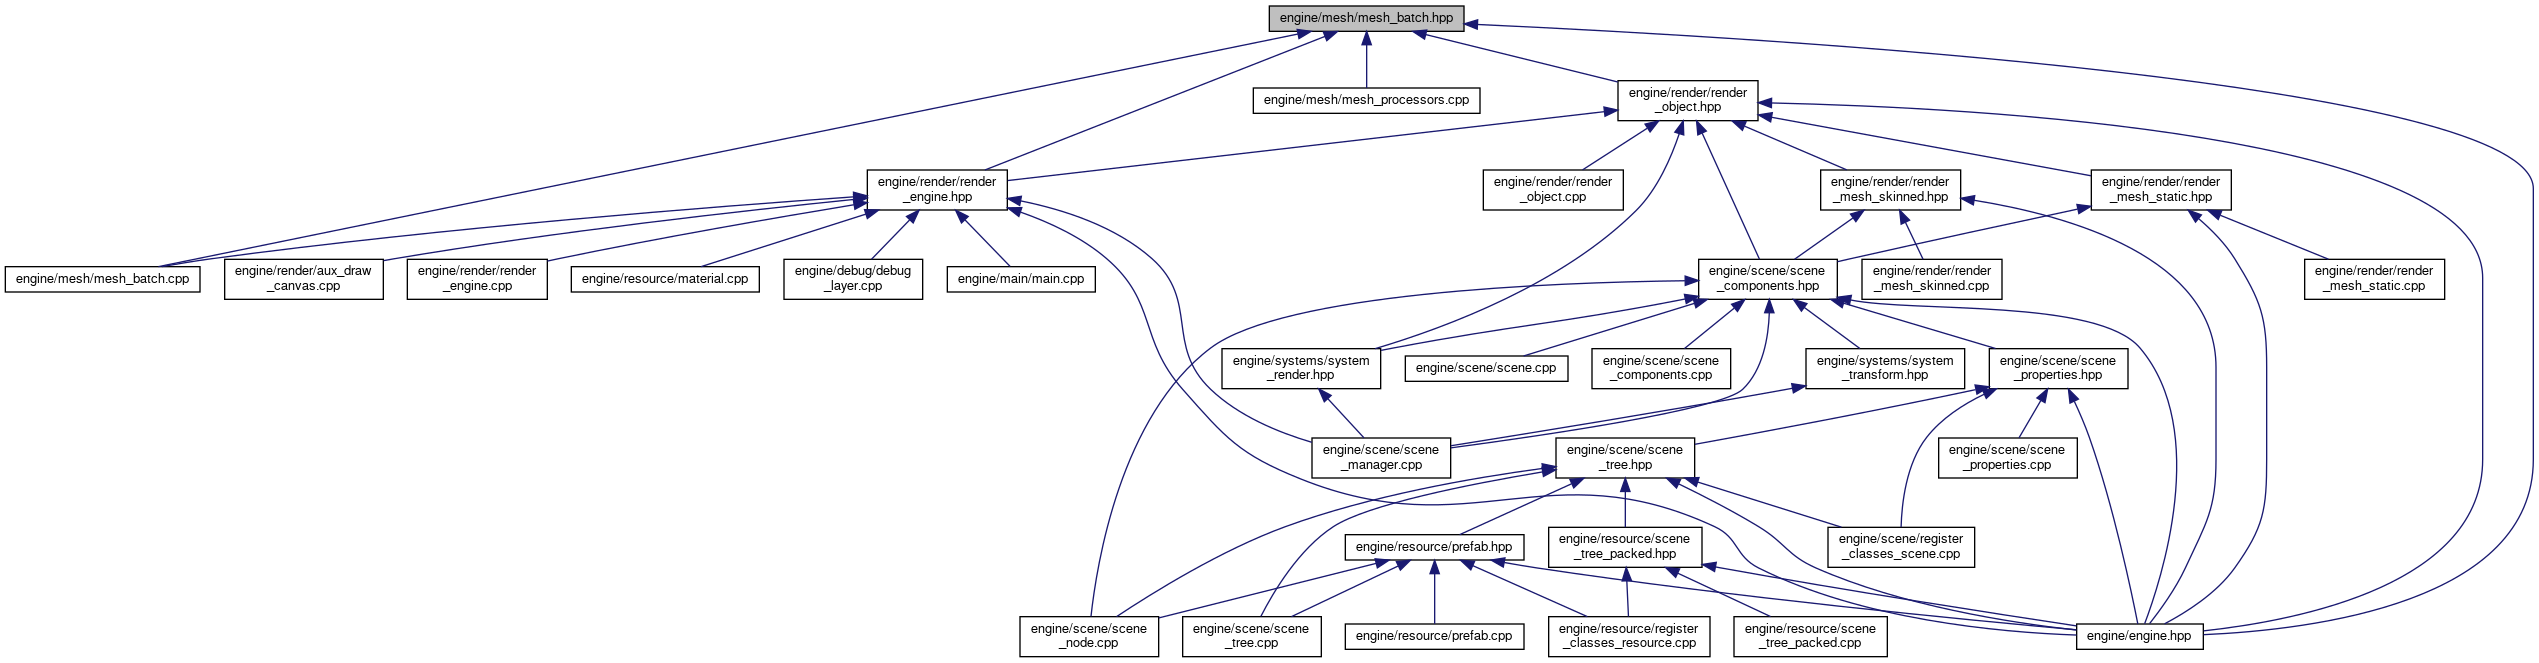 engine/mesh/mesh_batch.hpp
engine/mesh/mesh_processors.cpp
engine/render/render
_object.hpp
engine/render/render
_engine.hpp
engine/render/render
_object.cpp
engine/render/render
_mesh_skinned.hpp
engine/render/render
_mesh_static.hpp
engine/mesh/mesh_batch.cpp
engine/render/aux_draw
_canvas.cpp
engine/render/render
_engine.cpp
engine/resource/material.cpp
engine/debug/debug
_layer.cpp
engine/main/main.cpp
engine/scene/scene
_components.hpp
engine/render/render
_mesh_skinned.cpp
engine/render/render
_mesh_static.cpp
engine/systems/system
_render.hpp
engine/scene/scene.cpp
engine/scene/scene
_components.cpp
engine/systems/system
_transform.hpp
engine/scene/scene
_properties.hpp
engine/scene/scene
_manager.cpp
engine/scene/scene
_tree.hpp
engine/scene/scene
_properties.cpp
engine/resource/prefab.hpp
engine/resource/scene
_tree_packed.hpp
engine/scene/register
_classes_scene.cpp
engine/scene/scene
_node.cpp
engine/scene/scene
_tree.cpp
engine/resource/prefab.cpp
engine/resource/register
_classes_resource.cpp
engine/resource/scene
_tree_packed.cpp
engine/engine.hpp